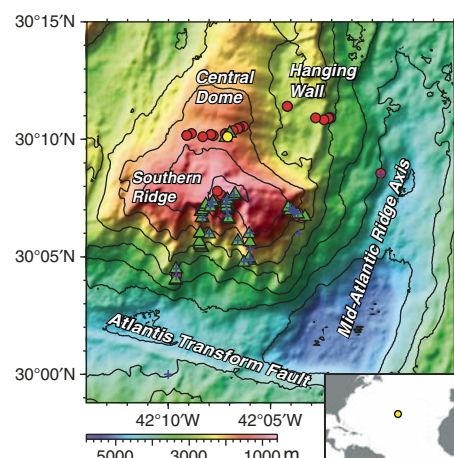 30°15'N
Central
Dome
Hanging
Wall
30°10'N
Southern
Ridge
30°05'N
Mid-Atlantic Ridge Axis
Atlantis Transform Fault
30°00'N
42°10'W
42°05'W
5000
3000
1000 m